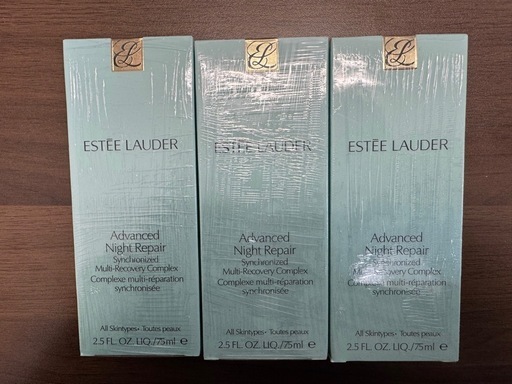 EL
ESTĒE LAUDER
Advanced
Night Repair
Synchronized
Multi-Recovery Complex
Complexe multi-réparation
synchronisée
All Skintypes • Toutes peaux
2.5 FL. OZ. LIQ./75ml e
EL
ESTĒE LAUDER
Advanced
Night Repair
Synchronized
Multi-Recovery Complex
Complexe multi-réparation
synchronisée
All Skintypes • Toutes peaux
2.5 FL. OZ. LIQ./75ml e
EL
ESTĒE LAUDER
Advanced
Night Repair
Synchronized
Multi-Recovery Complex
Complexe multi-réparation
synchronisée
All Skintypes • Toutes peaux
2.5 FL. OZ. LIQ./75ml e